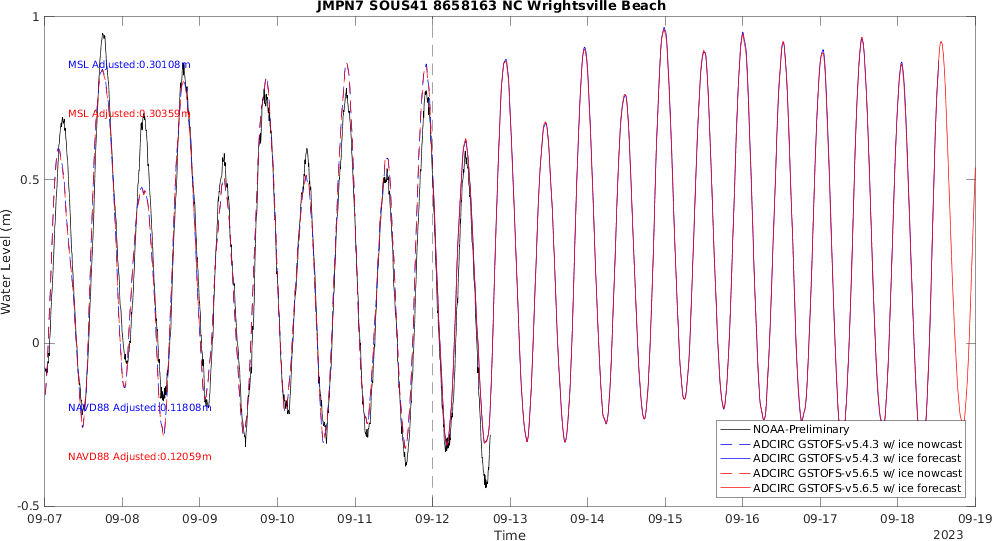 JMPN7 SOUS41 8658163 NC Wrightsville Beach
1
0.5
0
-0.5
Water Level (m)
MSL Adjusted:0.30108m
MSL Adjusted:0.30359m
NAVD88 Adjusted:0.11808m
NAVD88 Adjusted:0.12059m
NOAA-Preliminary
ADCIRC GSTOFS-v5.4.3 w/ ice nowcast
ADCIRC GSTOFS-v5.4.3 w/ ice forecast
ADCIRC GSTOFS-v5.6.5 w/ ice nowcast
ADCIRC GSTOFS-v5.6.5 w/ ice forecast
09-07 09-08 09-09 09-10 09-11 09-12 09-13 09-14 09-15 09-16 09-17 09-18 09-19
Time
2023